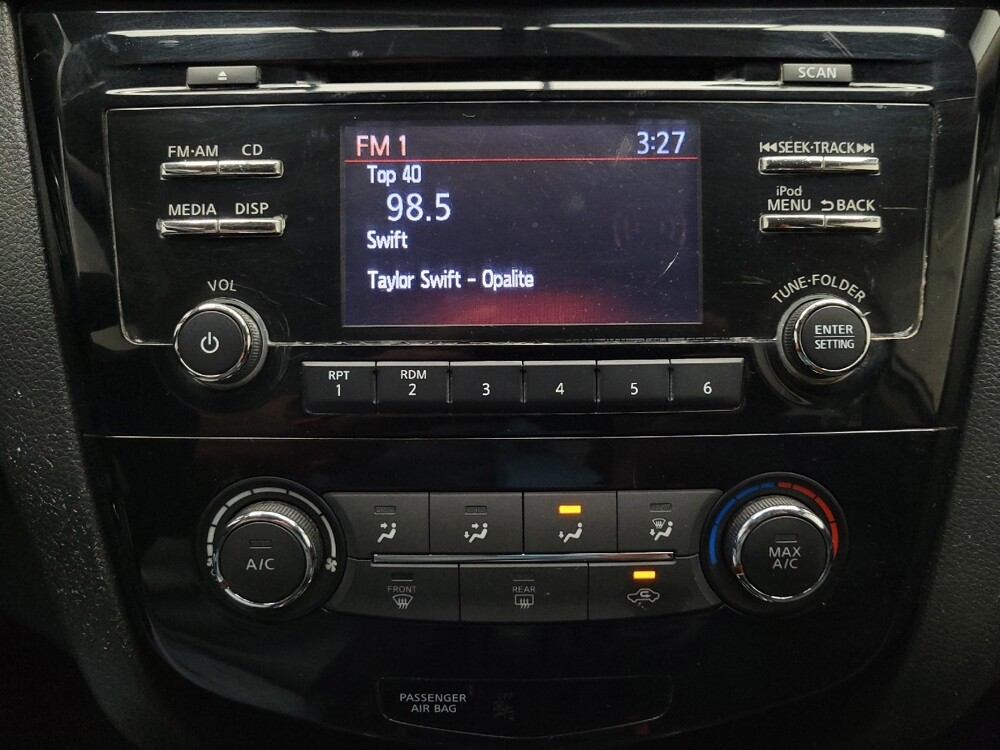 SCAN
FM·AM CD
FM 1 3:27
SEEK·TRACK
Top 40
iPod
MEDIA DISP
98.5
MENU BACK
Swift
Taylor Swift - Opalite
VOL
TUNE·FOLDER
ENTER
SETTING
RPT RDM
1 2 3 4 5 6
A/C
MAX
A/C
FRONT REAR
PASSENGER
AIR BAG